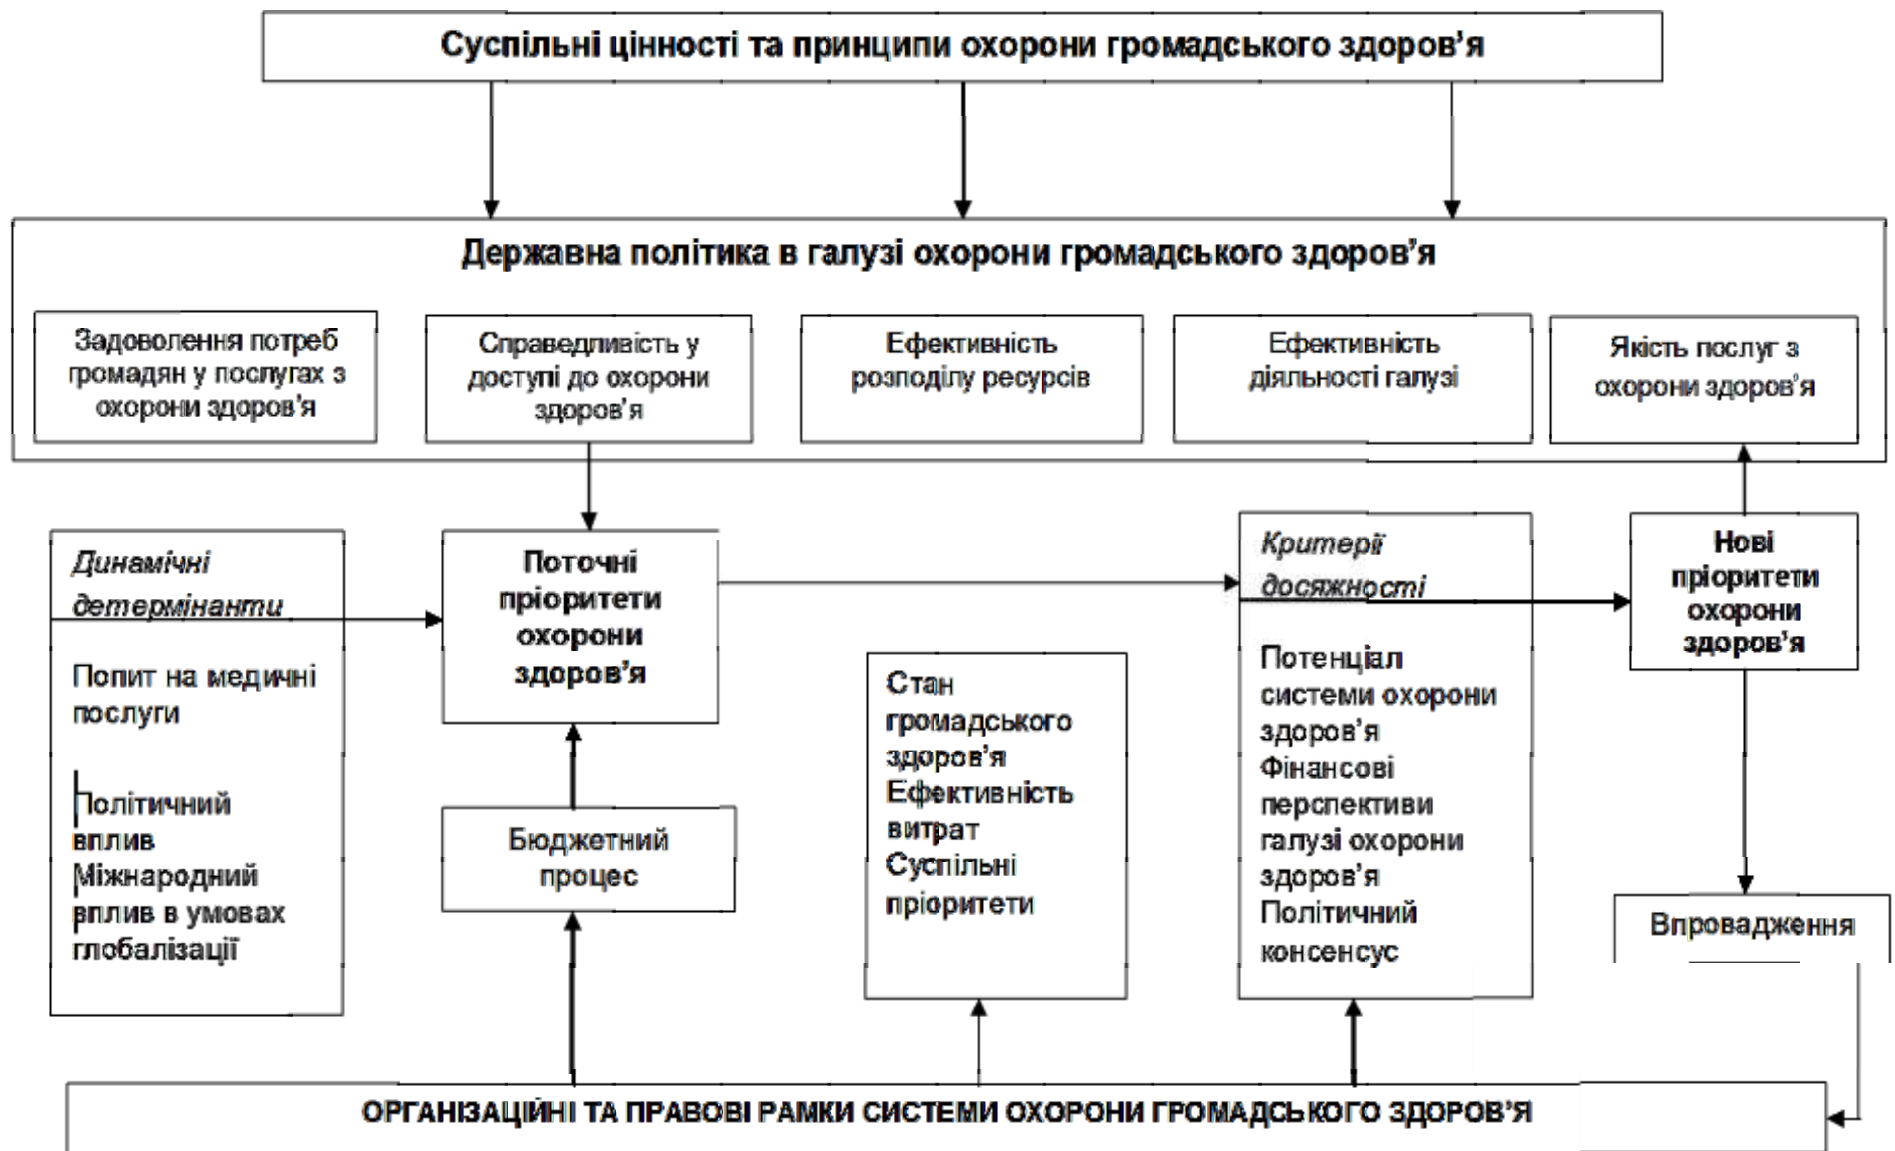 Суспільні цінності та принципи охорони громадського здоров'я
Державна політика в галузі охорони громадського здоров'я
Задоволення потреб
громадян у послугах з
охорони здоров'я
Справедливість у
доступі до охорони
здоров'я
Ефективність
розподілу ресурсів
Ефективність
діяльності галузі
Якість послуг з
охорони здоров'я
Динамічні
детермінанти
Попит на медичні
послуги
Політичний
вплив
Міжнародний
вплив в умовах
глобалізації
Поточні
пріоритети
охорони
здоров'я
Бюджетний
процес
Стан
громадського
здоров'я
Ефективність
витрат
Суспільні
пріоритети
Критерії
досяжності
Потенціал
системи охорони
здоров'я
Фінансові
перспективи
галузі охорони
здоров'я
Політичний
консенсус
Нові
пріоритети
охорони
здоров'я
Впровадження
ОРГАНІЗАЦІЙНІ ТА ПРАВОВІ РАМКИ СИСТЕМИ ОХОРОНИ ГРОМАДСЬКОГО ЗДОРОВ'Я